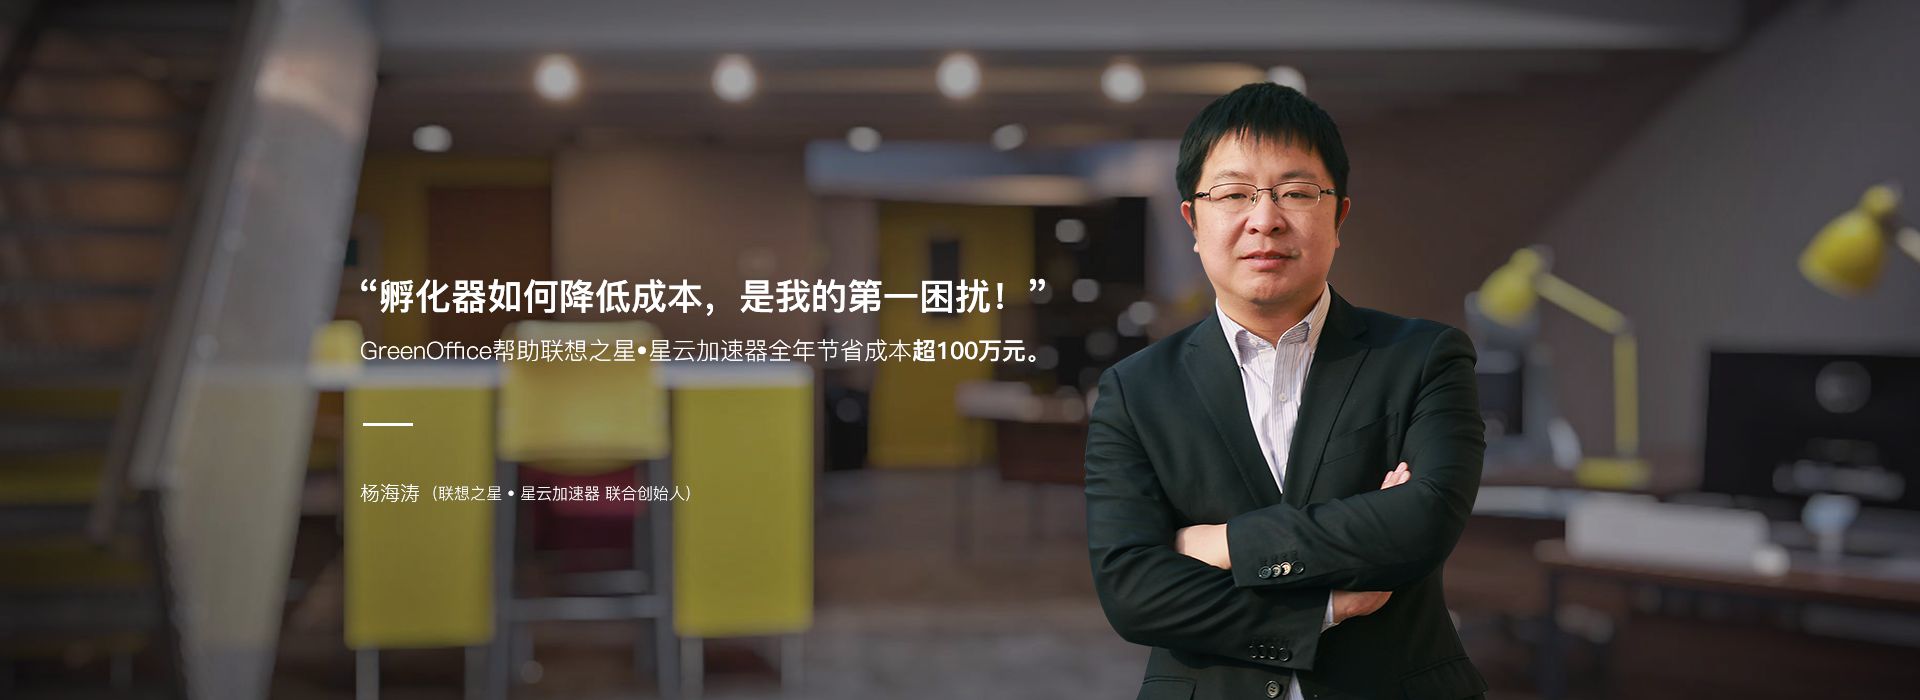 “孵化器如何降低成本，是我的第一困扰！”
GreenOffice帮助联想之星•星云加速器全年节省成本超100万元。
杨海涛（联想之星 • 星云加速器 联合创始人）